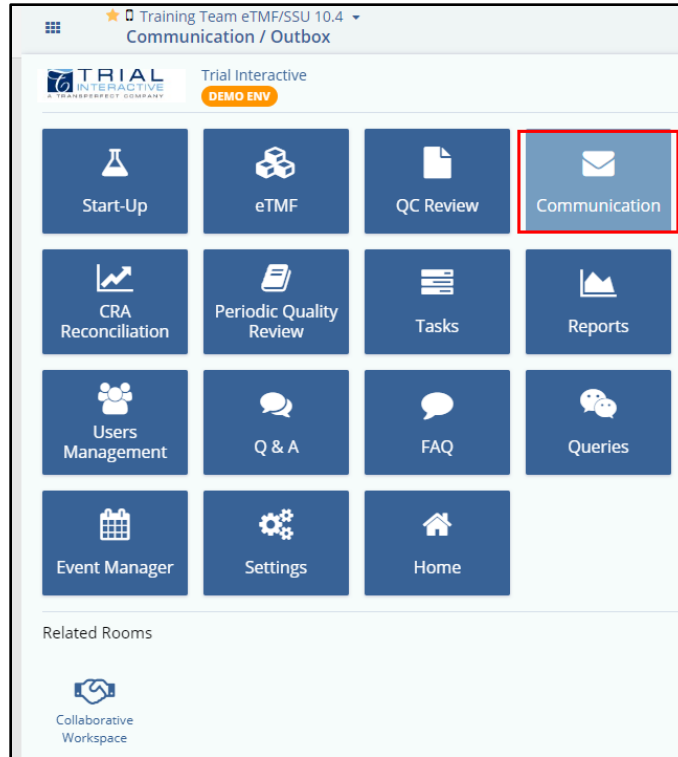 Training Team eTMF/SSU 10.4
Communication / Outbox
TRIAL
INTERACTIVE
A TRANSPERFECT COMPANY
Trial Interactive
DEMO ENV
Start-Up
eTMF
QC Review
Communication
CRA
Reconciliation
Periodic Quality
Review
Tasks
Reports
Users
Management
Q & A
FAQ
Queries
Event Manager
Settings
Home
Related Rooms
Collaborative
Workspace